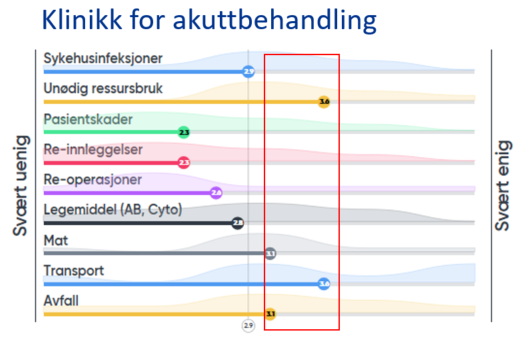 Klinikk for akuttbehandling
Svært uenig
Svært enig
Sykehusinfeksjoner
2.9
Unødig ressursbruk
3.6
Pasientskader
2.3
Re-innleggelser
2.3
Re-operasjoner
2.6
Legemiddel (AB, Cyto)
2.8
Mat
3.1
Transport
3.6
Avfall
3.1
2.9